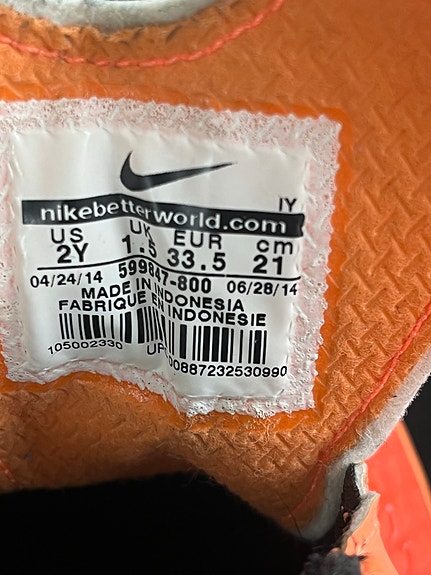 IY
nikebetterworld.com
US UK EUR cm
2Y 1.5 33.5 21
04/24/14 599847-800 06/28/14
MADE IN INDONESIA
FABRIQUE EN INDONESIE
105002330 UP 00887232530990